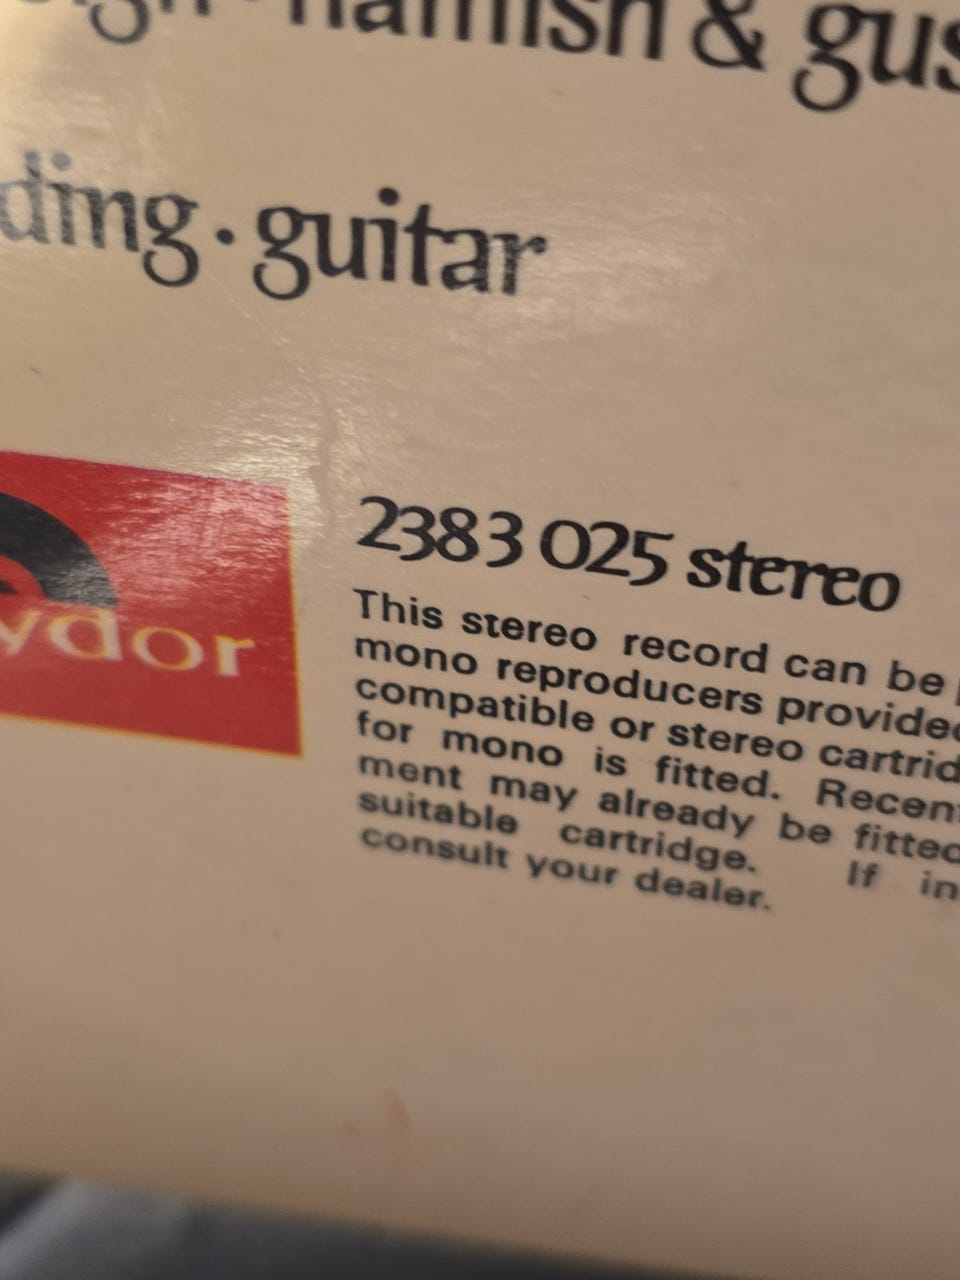 hamish & gus
ding · guitar
ydor
2383 025 stereo
This stereo record can be
mono reproducers provided
compatible or stereo cartrid
for mono is fitted. Recent
ment may already be fitted
suitable cartridge. If in
consult your dealer.